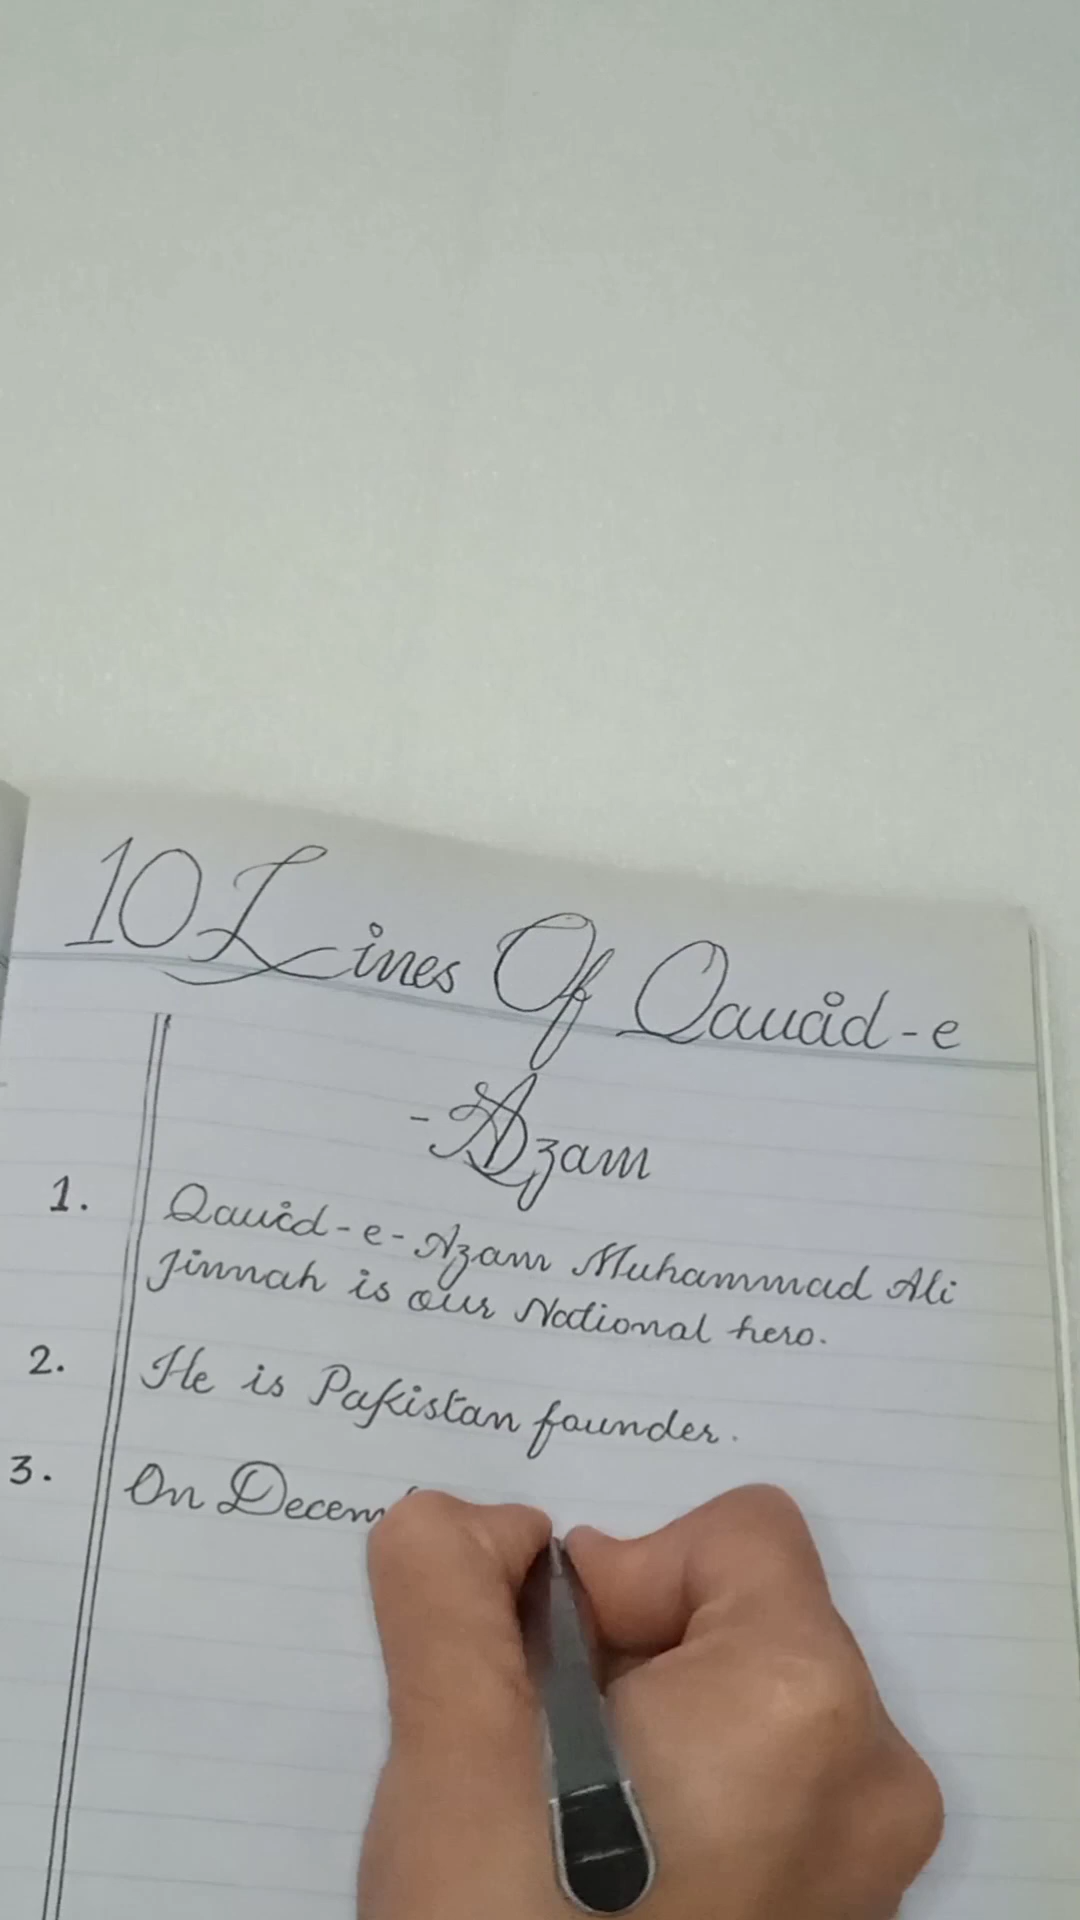 10 Lines Of Qauaid-e
-Azam
1. Qauid-e-Azam Muhammad Ali
Jinnah is our National hero.
2. He is Pakistan founder.
3. On Decem